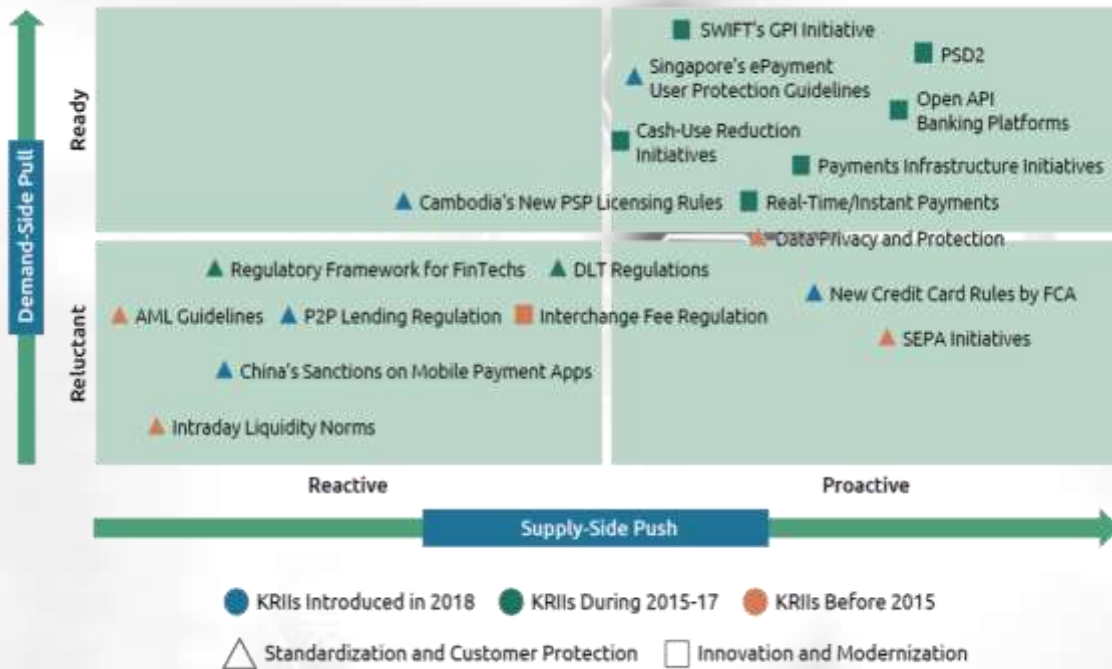 SWIFT's GPI Initiative
PSD2
Singapore's ePayment
User Protection Guidelines
Open API
Banking Platforms
Cash-Use Reduction
Initiatives
Payments Infrastructure Initiatives
Cambodia's New PSP Licensing Rules
Real-Time/Instant Payments
Data Privacy and Protection
Regulatory Framework for FinTechs
DLT Regulations
New Credit Card Rules by FCA
AML Guidelines
P2P Lending Regulation
Interchange Fee Regulation
SEPA Initiatives
China's Sanctions on Mobile Payment Apps
Intraday Liquidity Norms
Demand-Side Pull
Ready
Reluctant
Reactive
Proactive
Supply-Side Push
KRIIs Introduced in 2018
KRIIs During 2015-17
KRIIs Before 2015
Standardization and Customer Protection
Innovation and Modernization